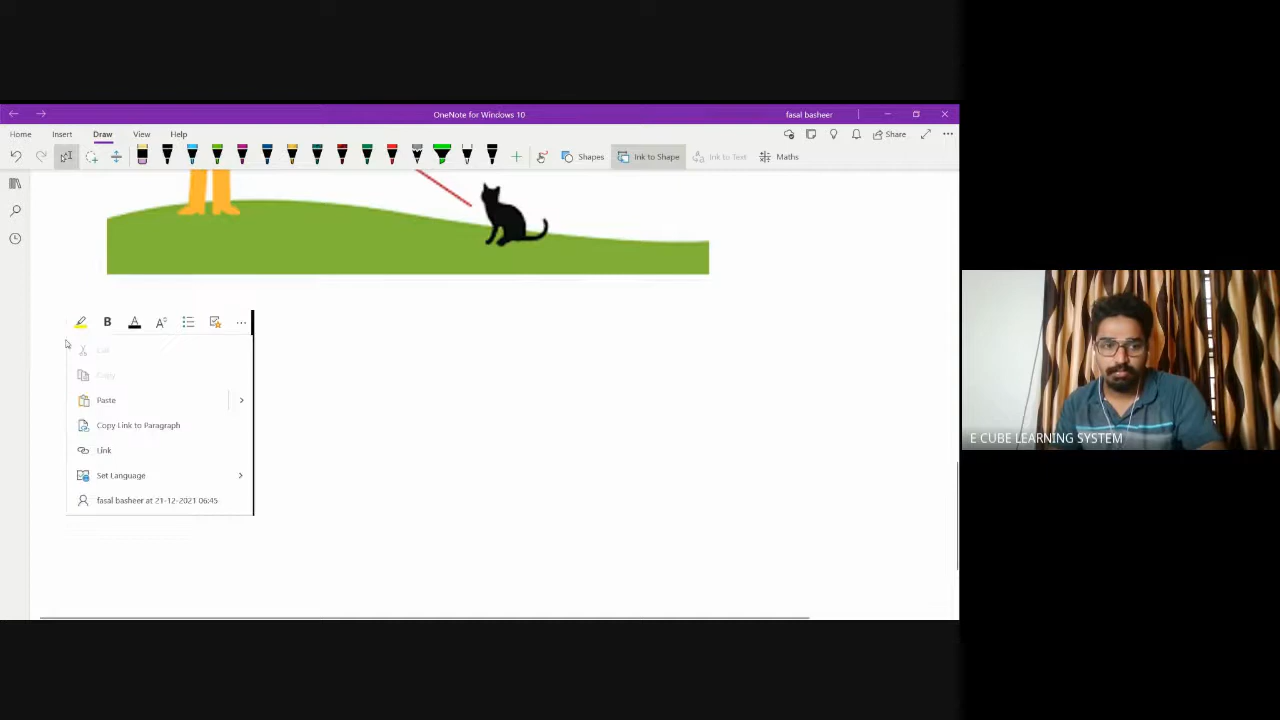 OneNote for Windows 10
fasal basheer
Home Insert Draw View Help
Share
Shapes
Ink to Shape
Ink to Text
Maths
B A A
Cut
Copy
Paste
Copy Link to Paragraph
Link
Set Language
fasal basheer at 21-12-2021 06:45
E CUBE LEARNING SYSTEM